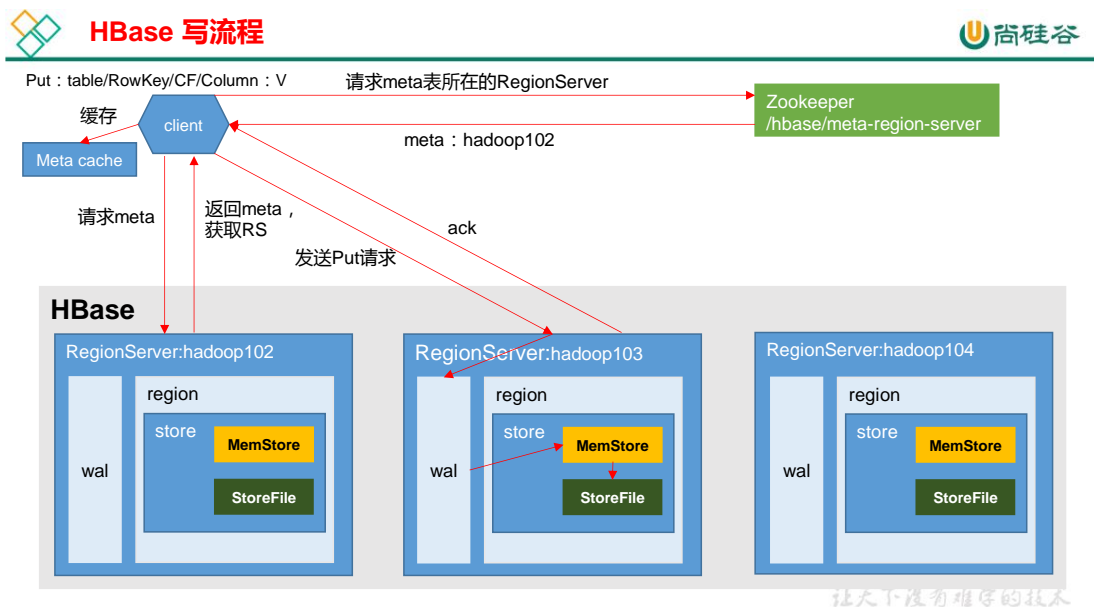 HBase 写流程
尚硅谷
Put：table/RowKey/CF/Column：V
请求meta表所在的RegionServer
Zookeeper
/hbase/meta-region-server
缓存
client
meta：hadoop102
Meta cache
请求meta
返回meta，
获取RS
ack
发送Put请求
HBase
RegionServer:hadoop102
wal
region
store
MemStore
StoreFile
RegionServer:hadoop103
wal
region
store
MemStore
StoreFile
RegionServer:hadoop104
wal
region
store
MemStore
StoreFile
让天下没有难学的技术